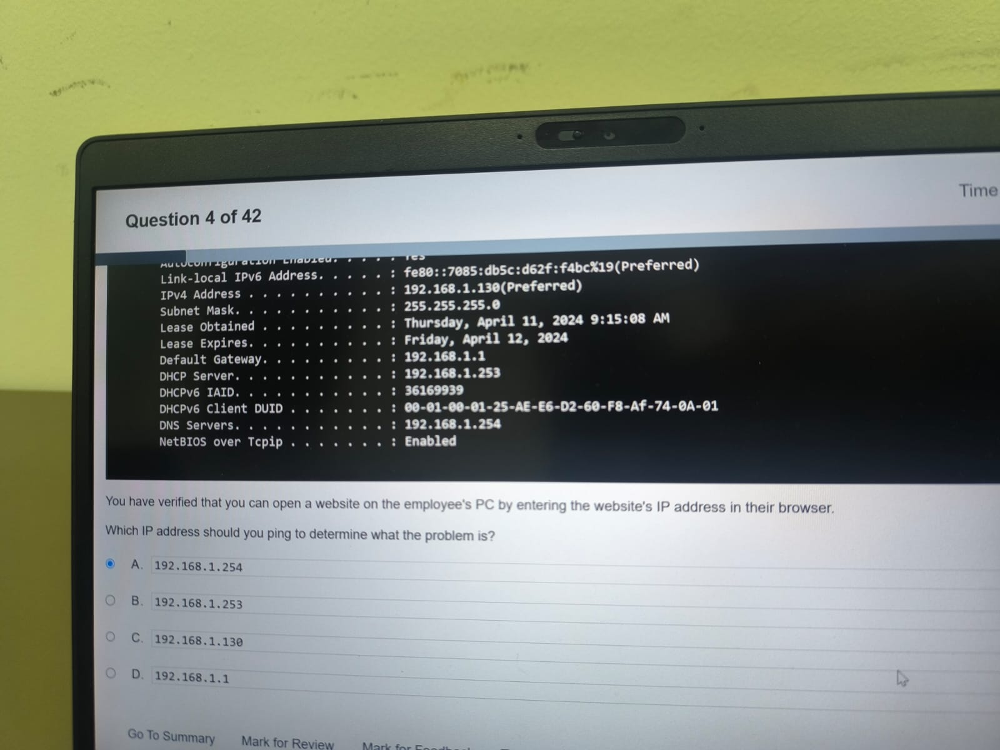 Time
Question 4 of 42
Autoconfiguration Enabled. . . . . Yes
Link-local IPv6 Address. . . . . : fe80::7085:db5c:d62f:f4bc%19(Preferred)
IPv4 Address . . . . . . . . . . : 192.168.1.130(Preferred)
Subnet Mask. . . . . . . . . . . : 255.255.255.0
Lease Obtained . . . . . . . . . : Thursday, April 11, 2024 9:15:08 AM
Lease Expires. . . . . . . . . . : Friday, April 12, 2024
Default Gateway. . . . . . . . . : 192.168.1.1
DHCP Server. . . . . . . . . . . : 192.168.1.253
DHCPv6 IAID. . . . . . . . . . . : 36169939
DHCPv6 Client DUID . . . . . . . : 00-01-00-01-25-AE-E6-D2-60-F8-Af-74-0A-01
DNS Servers. . . . . . . . . . . : 192.168.1.254
NetBIOS over Tcpip . . . . . . . : Enabled
You have verified that you can open a website on the employee's PC by entering the website's IP address in their browser.
Which IP address should you ping to determine what the problem is?
A. 192.168.1.254
B. 192.168.1.253
C. 192.168.1.130
D. 192.168.1.1
Go To Summary Mark for Review Mark for